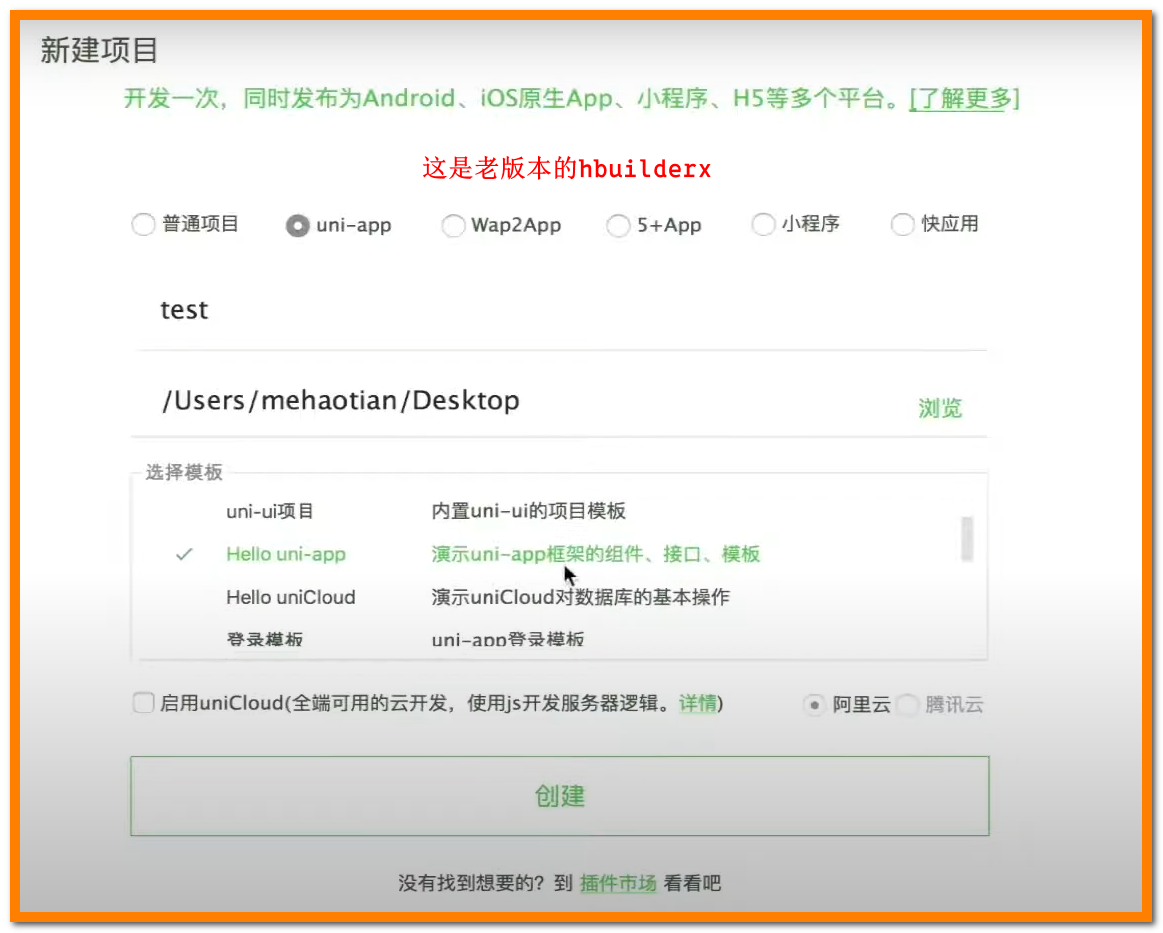 新建项目
开发一次，同时发布为Android、iOS原生App、小程序、H5等多个平台。[了解更多]
这是老版本的hbuilderx
普通项目 uni-app Wap2App 5+App 小程序 快应用
test
/Users/mehaotian/Desktop 浏览
选择模板
uni-ui项目 内置uni-ui的项目模板
Hello uni-app 演示uni-app框架的组件、接口、模板
Hello uniCloud 演示uniCloud对数据库的基本操作
登录模板 uni-app登录模板
启用uniCloud(全端可用的云开发，使用js开发服务器逻辑。详情) 阿里云 腾讯云
创建
没有找到想要的？到 插件市场 看看吧